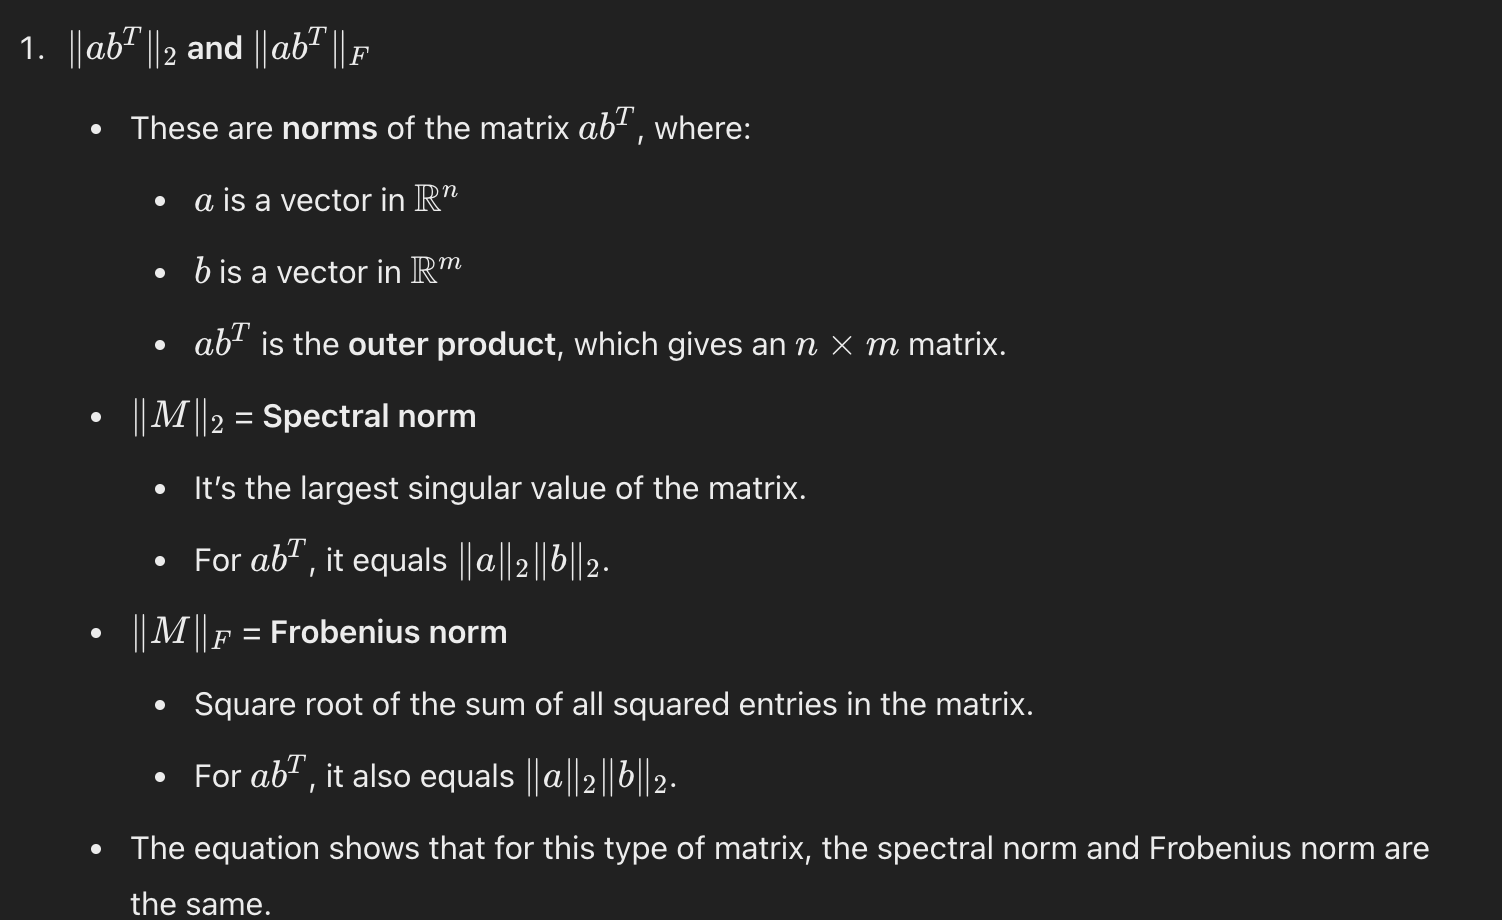 1. ‖ab^T‖_2 and ‖ab^T‖_F
• These are norms of the matrix ab^T, where:
• a is a vector in ℝ^n
• b is a vector in ℝ^m
• ab^T is the outer product, which gives an n × m matrix.
• ‖M‖_2 = Spectral norm
• It’s the largest singular value of the matrix.
• For ab^T, it equals ‖a‖_2‖b‖_2.
• ‖M‖_F = Frobenius norm
• Square root of the sum of all squared entries in the matrix.
• For ab^T, it also equals ‖a‖_2‖b‖_2.
• The equation shows that for this type of matrix, the spectral norm and Frobenius norm are
the same.